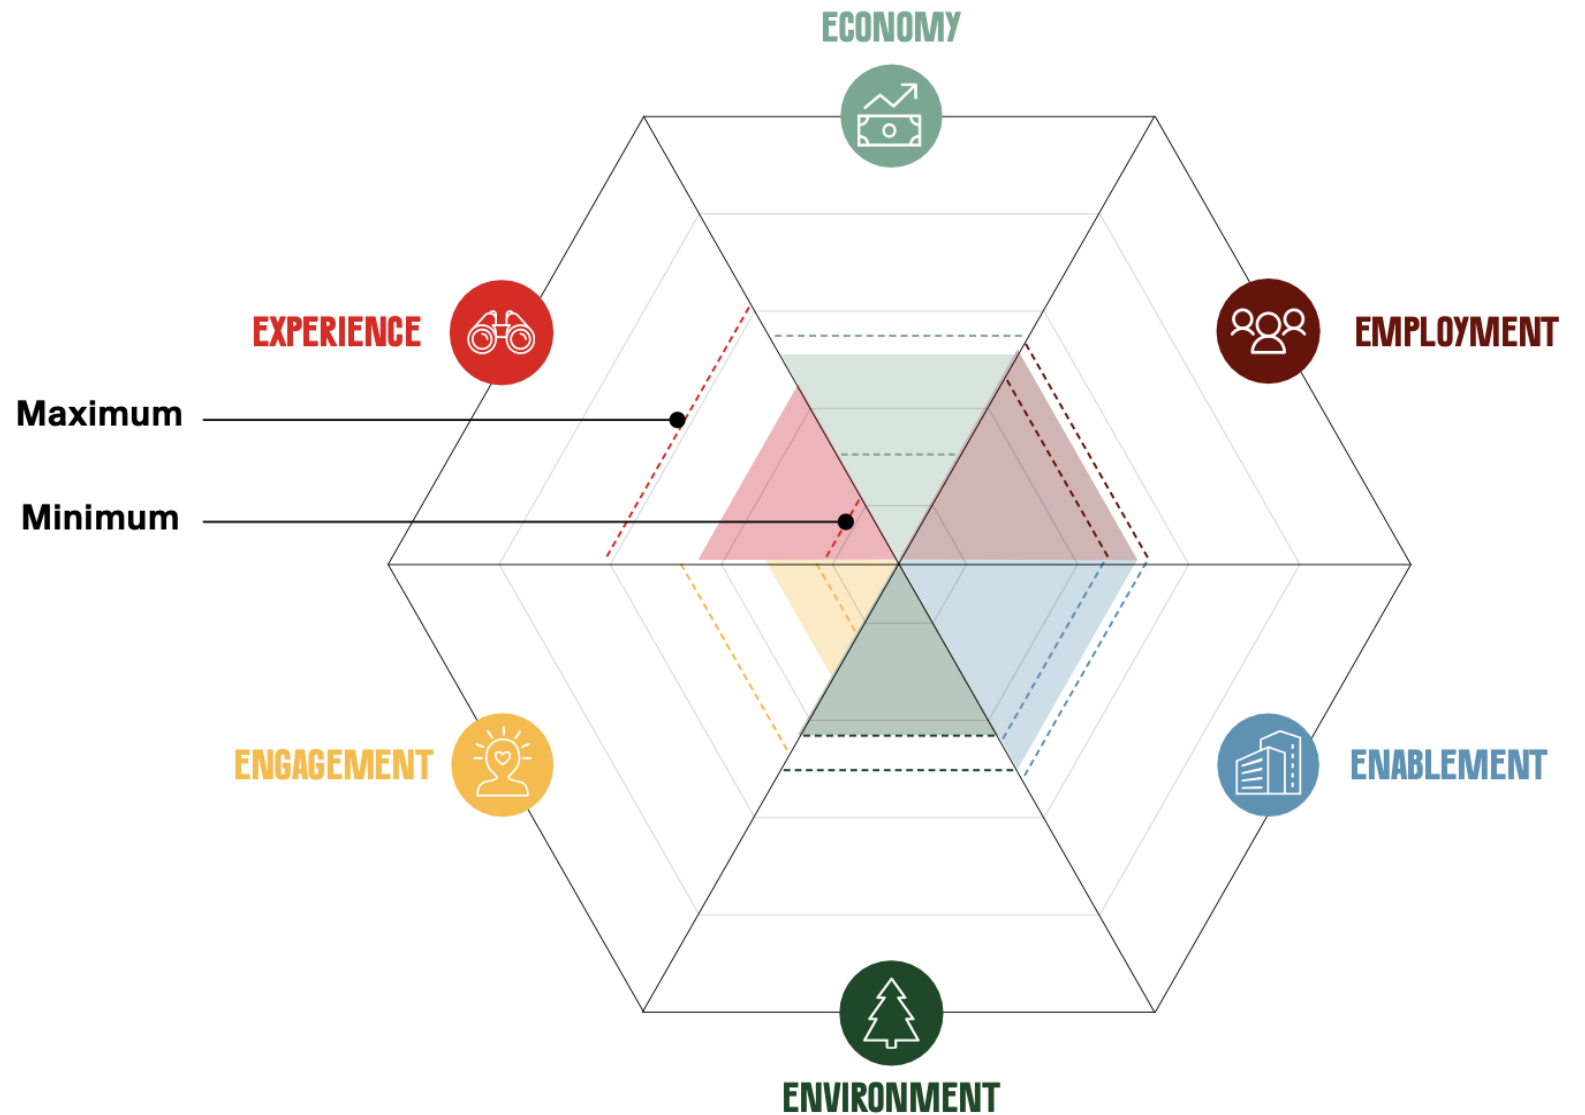 ECONOMY
EXPERIENCE
EMPLOYMENT
Maximum
Minimum
ENGAGEMENT
ENABLEMENT
ENVIRONMENT